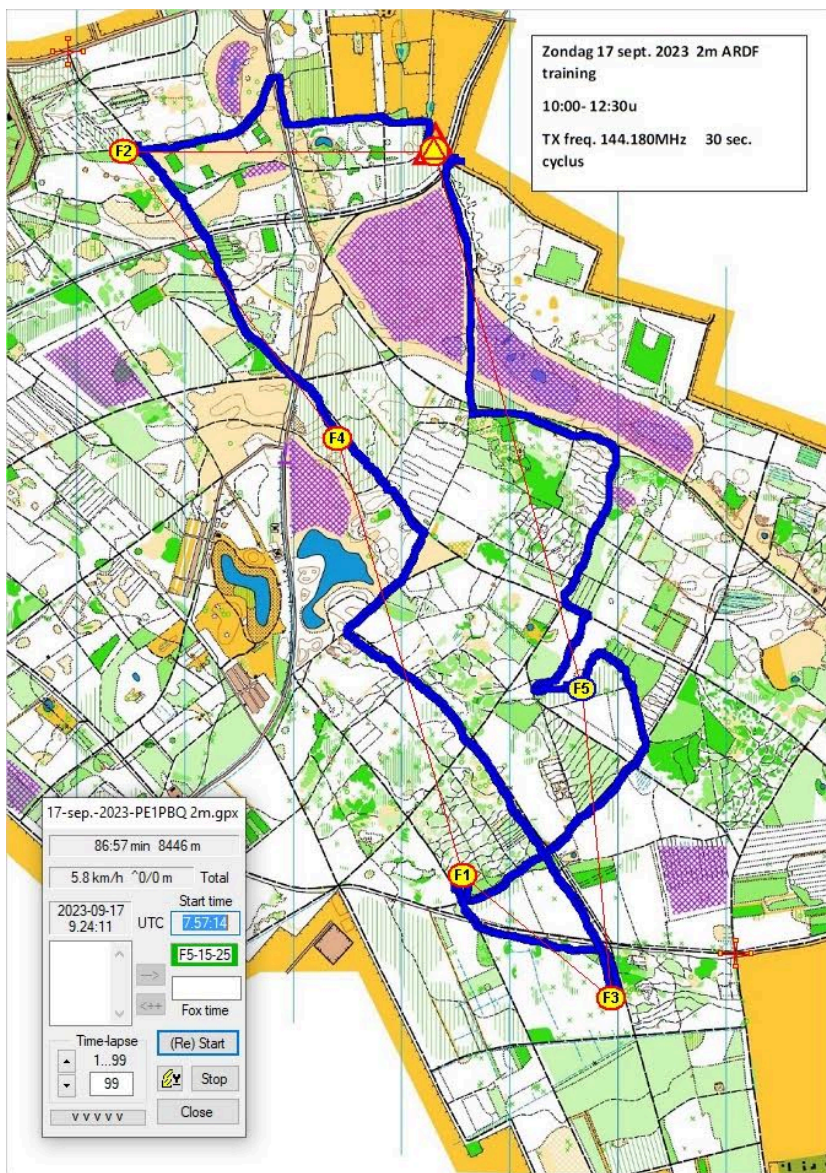 Zondag 17 sept. 2023 2m ARDF
training
10:00- 12:30u
TX freq. 144.180MHz 30 sec.
cyclus
F2
F4
F5
F1
F3
17-sep.-2023-PE1PBQ 2m.gpx
86:57 min 8446 m
5.8 km/h ^0/0 m Total
Start time
2023-09-17
9.24:11
UTC
7.57:14
F5-15-25
-->
<++
Fox time
Time-lapse
1...99
99
(Re) Start
Stop
Close
v v v v v